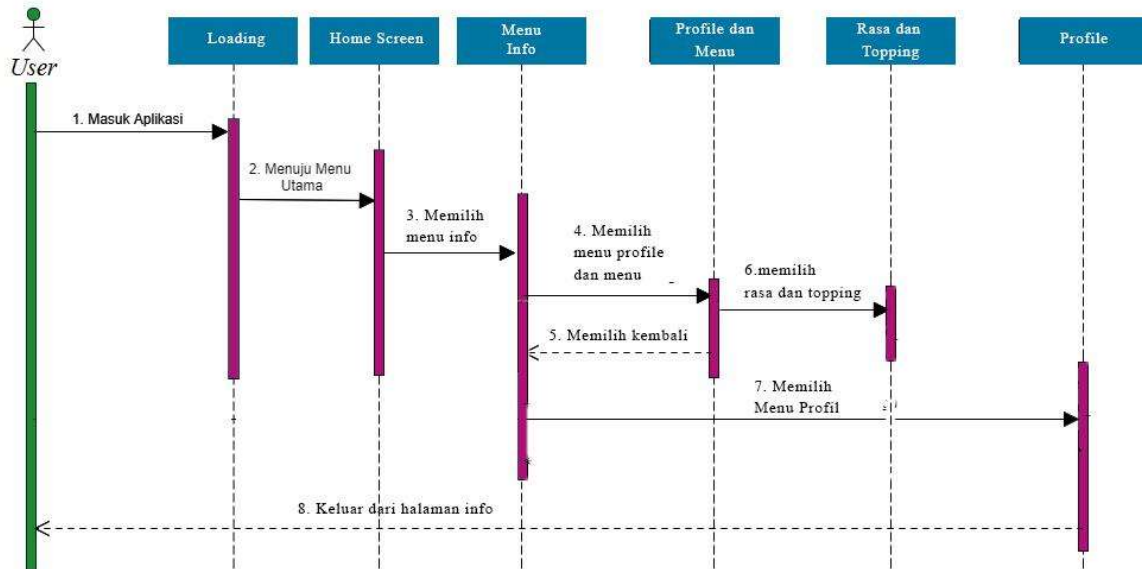 User
Loading
Home Screen
Menu
Info
Profile dan
Menu
Rasa dan
Topping
Profile
1. Masuk Aplikasi
2. Menuju Menu
Utama
3. Memilih
menu info
4. Memilih
menu profile
dan menu
6.memilih
rasa dan topping
5. Memilih kembali
7. Memilih
Menu Profil
8. Keluar dari halaman info